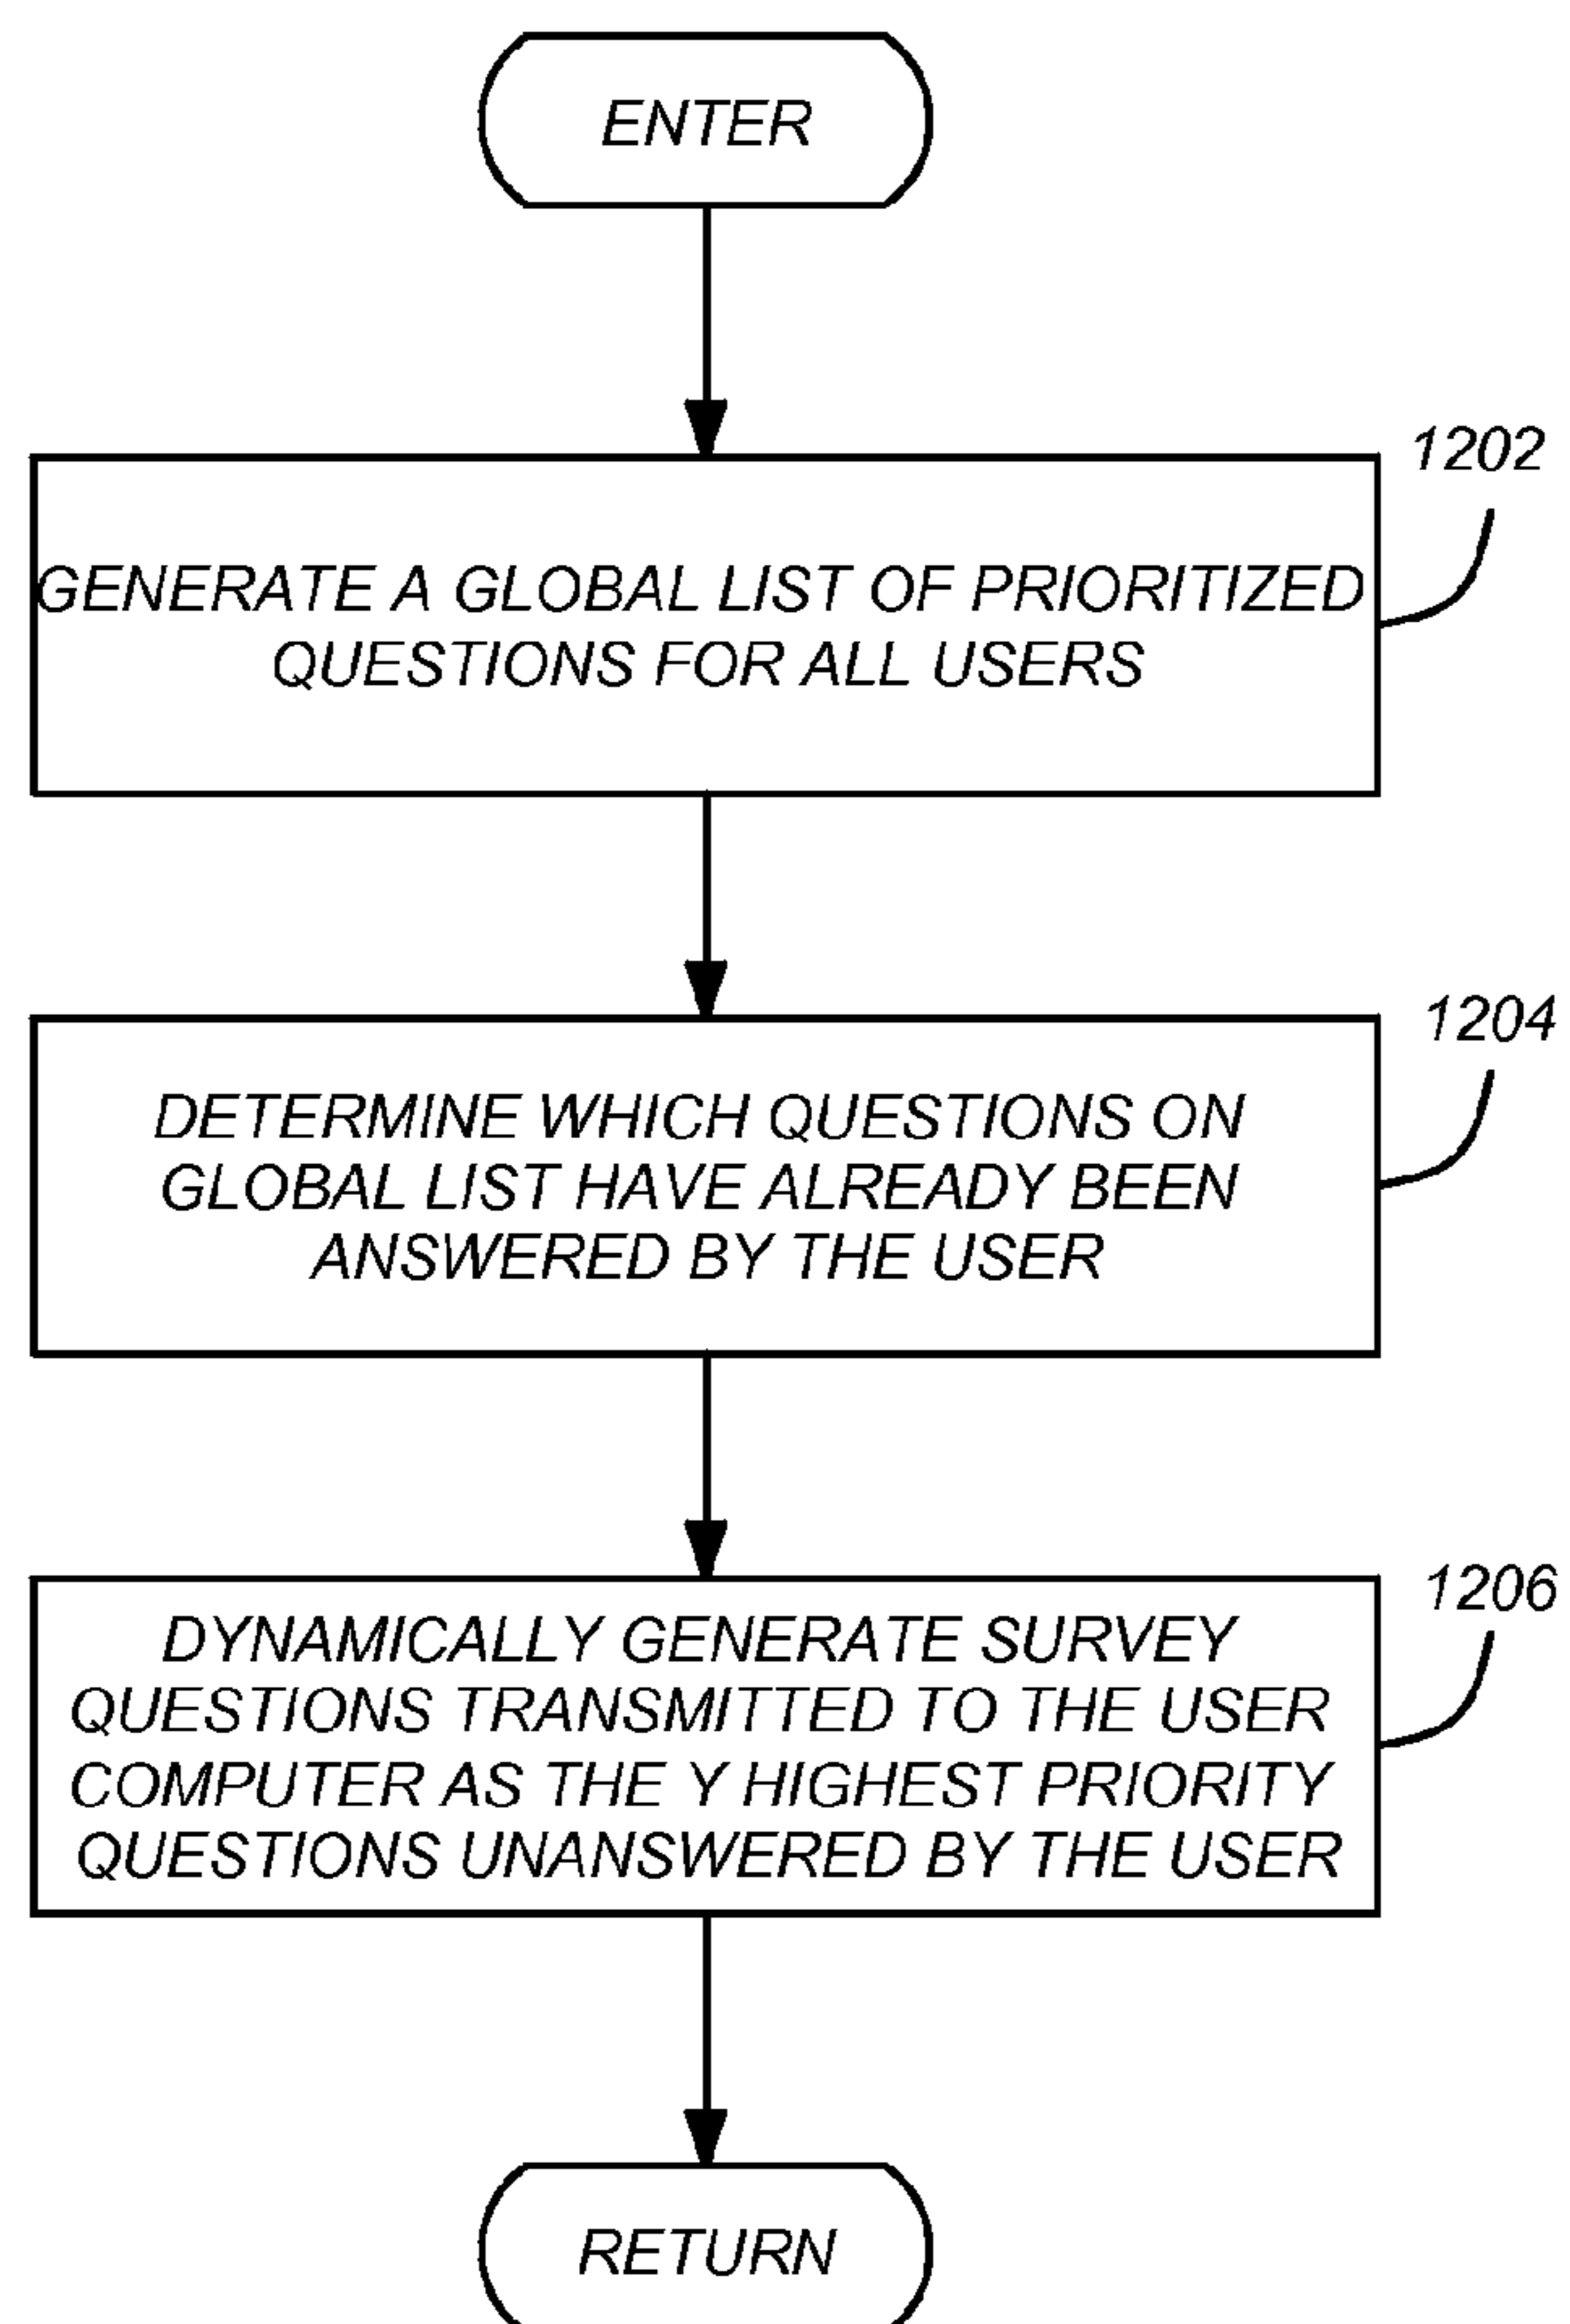 ENTER
1202
GENERATE A GLOBAL LIST OF PRIORITIZED
QUESTIONS FOR ALL USERS
1204
DETERMINE WHICH QUESTIONS ON
GLOBAL LIST HAVE ALREADY BEEN
ANSWERED BY THE USER
1206
DYNAMICALLY GENERATE SURVEY
QUESTIONS TRANSMITTED TO THE USER
COMPUTER AS THE Y HIGHEST PRIORITY
QUESTIONS UNANSWERED BY THE USER
RETURN